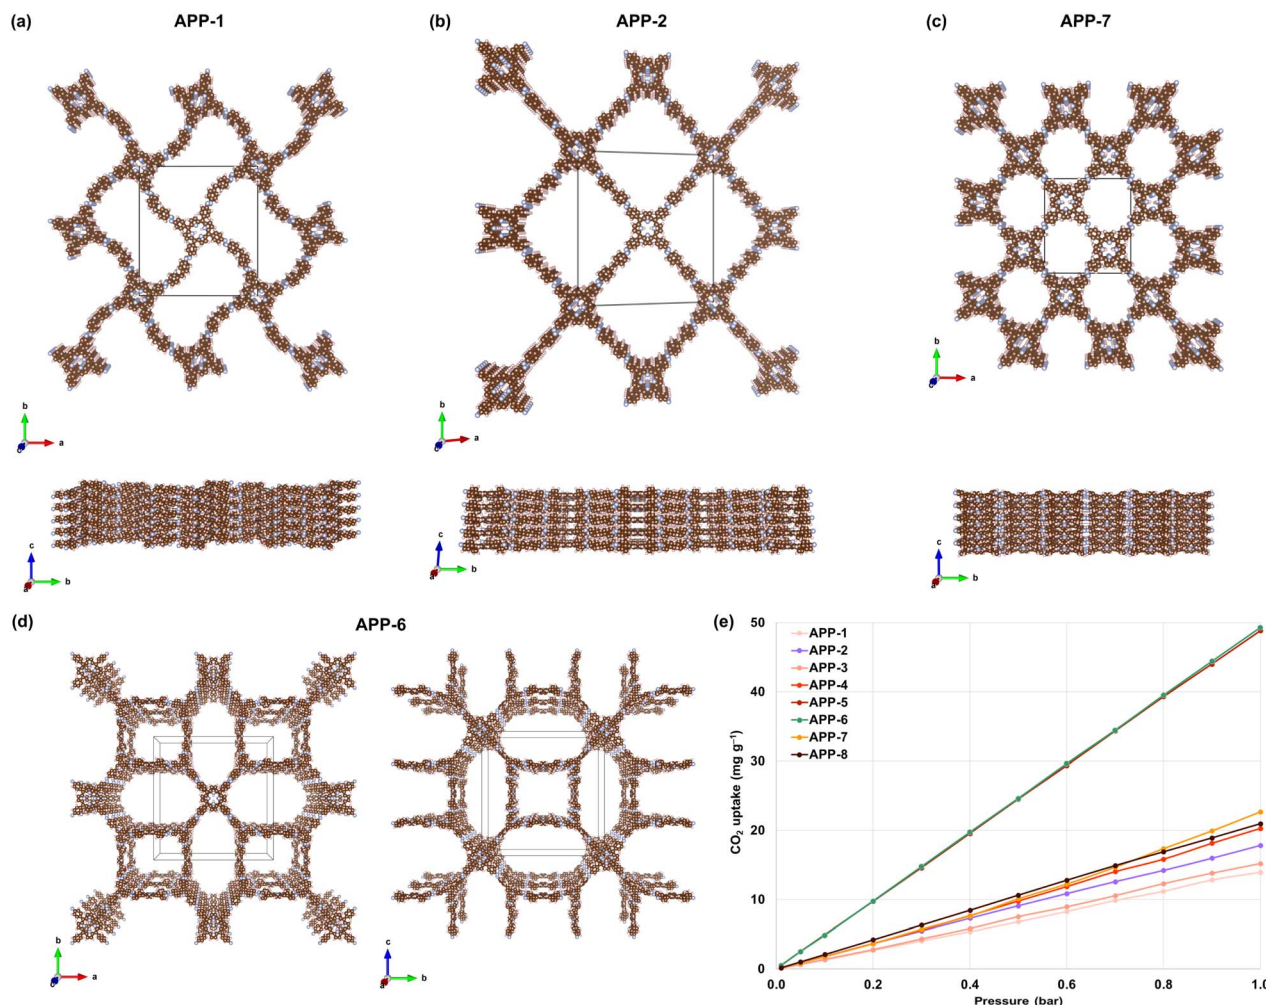 (a) APP-1
(b) APP-2
(c) APP-7
b
a
c
b
a
c
b
a
c
c
b
a
c
b
a
c
b
a
(d) APP-6
b
a
c
c
b
a
(e)
50
40
30
20
10
0
CO₂ uptake (mg g⁻¹)
APP-1
APP-2
APP-3
APP-4
APP-5
APP-6
APP-7
APP-8
0.0 0.2 0.4 0.6 0.8 1.0
Pressure (bar)